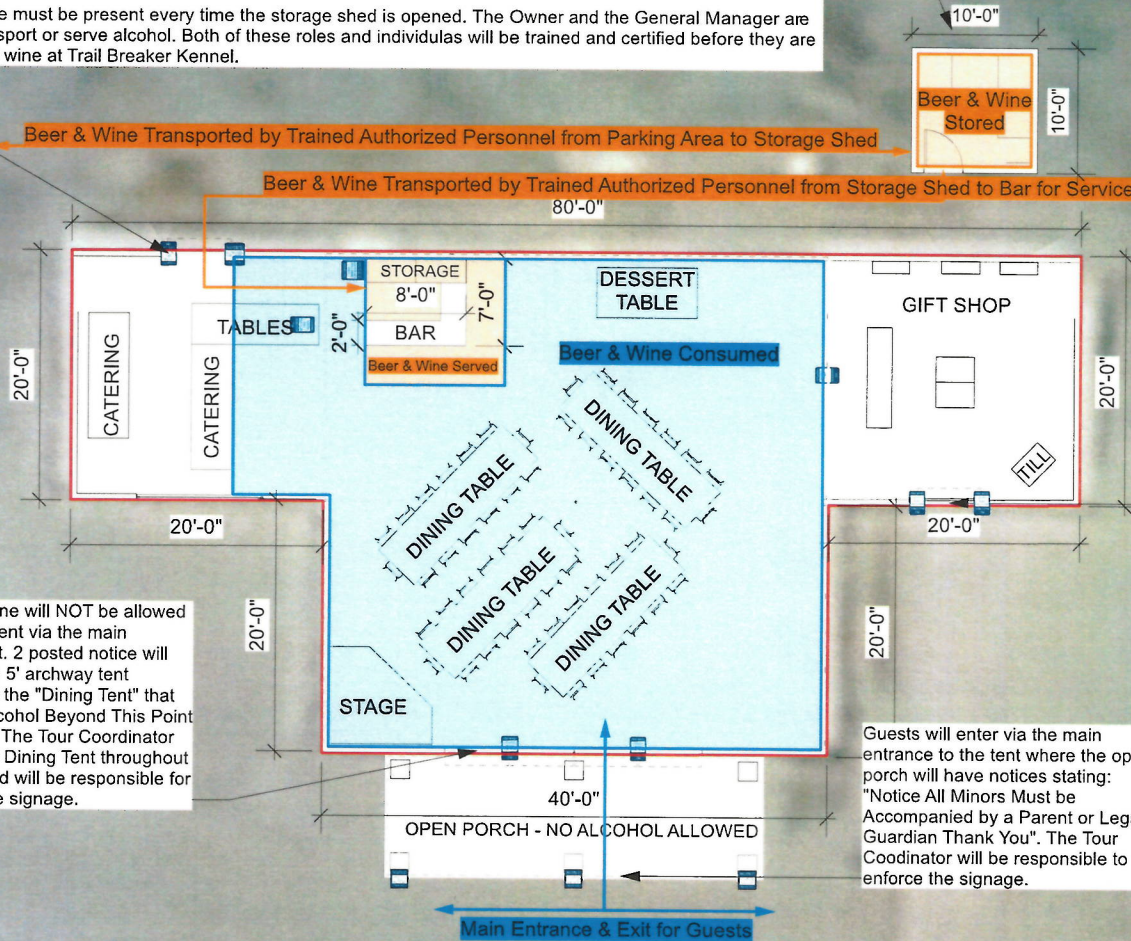 e must be present every time the storage shed is opened. The Owner and the General Manager are
sport or serve alcohol. Both of these roles and individulas will be trained and certified before they are
wine at Trail Breaker Kennel.
10'-0"
Beer & Wine
Stored
10'-0"
Beer & Wine Transported by Trained Authorized Personnel from Parking Area to Storage Shed
Beer & Wine Transported by Trained Authorized Personnel from Storage Shed to Bar for Service
80'-0"
STORAGE
8'-0"
7'-0"
2'-0"
BAR
Beer & Wine Served
TABLES
CATERING
CATERING
20'-0"
DESSERT
TABLE
Beer & Wine Consumed
GIFT SHOP
TILL
20'-0"
DINING TABLE
DINING TABLE
DINING TABLE
DINING TABLE
20'-0"
20'-0"
20'-0"
20'-0"
STAGE
ne will NOT be allowed
ent via the main
t. 2 posted notice will
5' archway tent
the "Dining Tent" that
cohol Beyond This Point
The Tour Coordinator
Dining Tent throughout
d will be responsible for
e signage.
Guests will enter via the main
entrance to the tent where the op
porch will have notices stating:
"Notice All Minors Must be
Accompanied by a Parent or Leg
Guardian Thank You". The Tour
Coodinator will be responsible to
enforce the signage.
40'-0"
OPEN PORCH - NO ALCOHOL ALLOWED
Main Entrance & Exit for Guests